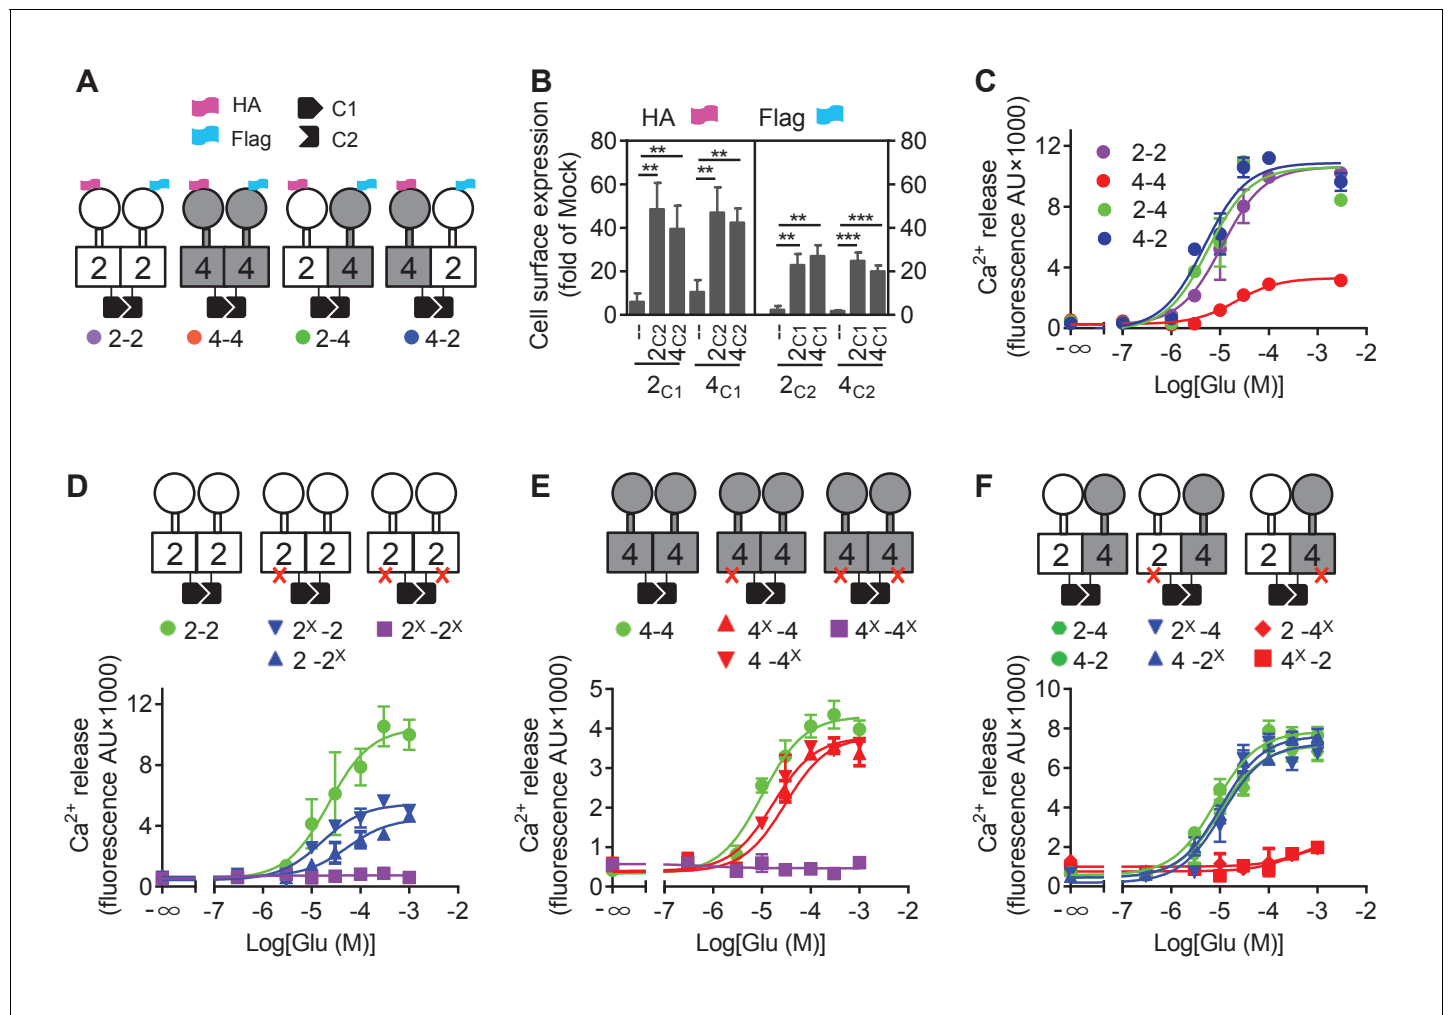 A
HA
C1
Flag
C2
2 2 4 4 2 4 4 2
2-2 4-4 2-4 4-2
B
HA Flag
Cell surface expression
(fold of Mock)
80 80
60 60
40 40
20 20
0 0
** ** ** ** ** ** *** ***
-- 2C2 4C2 -- 2C2 4C2 -- 2C1 4C1 -- 2C1 4C1
2C1 4C1 2C2 4C2
C
Ca2+ release
(fluorescence AU×1000)
12
8
4
0
2-2
4-4
2-4
4-2
-∞ -7 -6 -5 -4 -3 -2
Log[Glu (M)]
D
2 2 2 2 2 2
X X X
2-2 2X-2 2X-2X
2 -2X
Ca2+ release
(fluorescence AU×1000)
12
8
4
0
-∞ -7 -6 -5 -4 -3 -2
Log[Glu (M)]
E
4 4 4 4 4 4
X X X
4-4 4X-4 4X-4X
4 -4X
Ca2+ release
(fluorescence AU×1000)
5
4
3
2
1
0
-∞ -7 -6 -5 -4 -3 -2
Log[Glu (M)]
F
2 4 2 4 2 4
X X
2-4 2X-4 2 -4X
4-2 4 -2X 4X-2
Ca2+ release
(fluorescence AU×1000)
10
8
6
4
2
0
-∞ -7 -6 -5 -4 -3 -2
Log[Glu (M)]